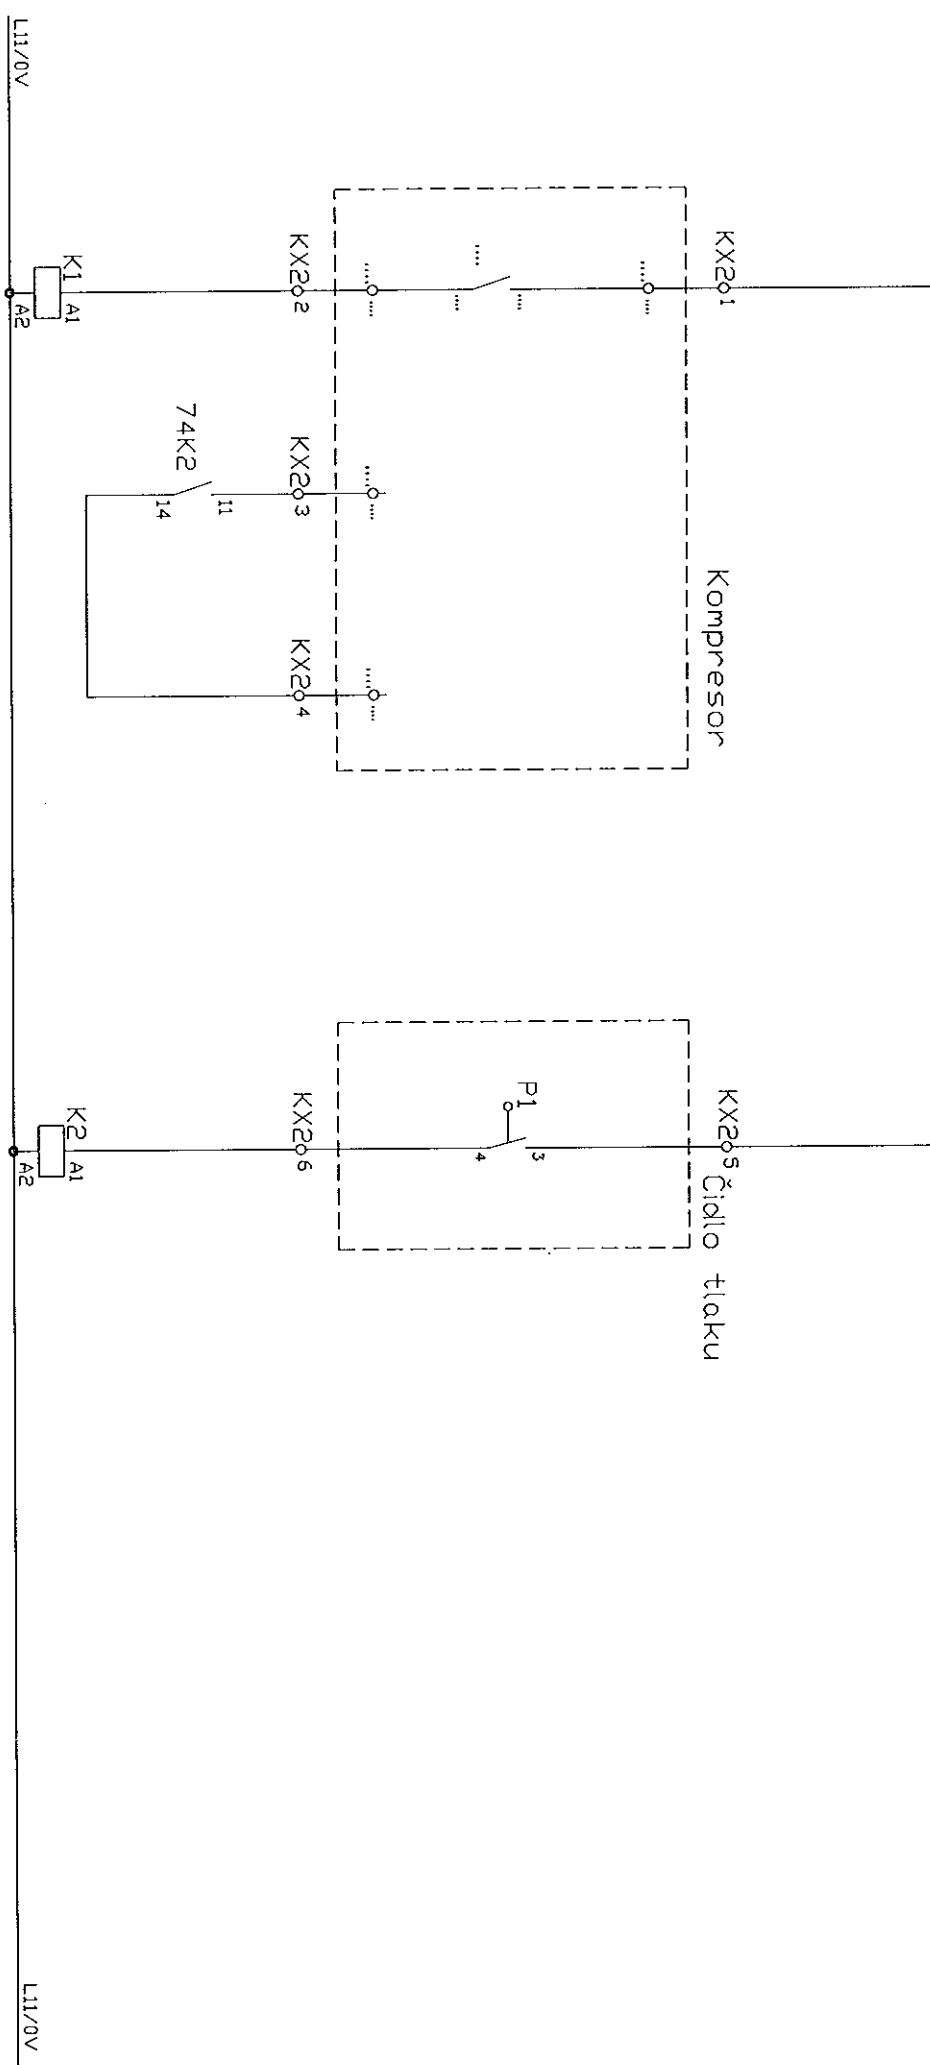 KX2
1
Kompresor
.....
....
.....
....
....
....
KX2
2
.....
....
KX2
3
.....
....
KX2
4
74K2
11
14
K1
A1
A2
KX2
5
Čidlo tlaku
P1
3
4
KX2
6
K2
A1
A2
L11/0V
L11/0V